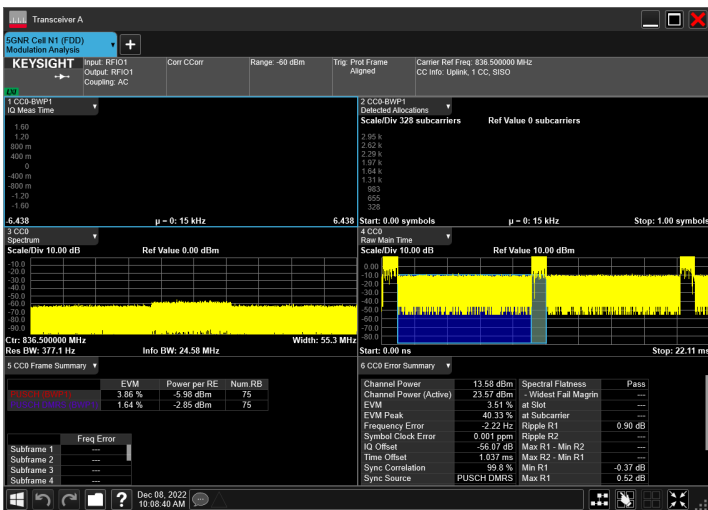 Transceiver A
5GNR Cell N1 (FDD)
Modulation Analysis
KEYSIGHT
Input: RFIO1
Output: RFIO1
Coupling: AC
Corr CCorr
Range: -60 dBm
Trig: Prot Frame
Aligned
Carrier Ref Freq: 836.500000 MHz
CC Info: Uplink, 1 CC, SISO
1 CC0-BWP1
IQ Meas Time
1.60
1.20
800 m
400 m
0
-400 m
-800 m
-1.20
-1.60
-6.438
μ – 0: 15 kHz
6.438
2 CC0-BWP1
Detected Allocations
Scale/Div 328 subcarriers
Ref Value 0 subcarriers
2.95 k
2.62 k
2.29 k
1.97 k
1.64 k
1.31 k
983
655
328
Start: 0.00 symbols
μ – 0: 15 kHz
Stop: 1.00 symbols
3 CC0
Spectrum
Scale/Div 10.00 dB
Ref Value 0.00 dBm
-10.0
-20.0
-30.0
-40.0
-50.0
-60.0
-70.0
-80.0
-90.0
Ctr: 836.500000 MHz
Width: 55.3 MHz
Res BW: 377.1 Hz
Info BW: 24.58 MHz
4 CC0
Raw Main Time
Scale/Div 10.00 dB
Ref Value 10.00 dBm
0.00
-10.0
-20.0
-30.0
-40.0
-50.0
-60.0
-70.0
-80.0
Start: 0.00 ns
Stop: 22.11 ms
5 CC0 Frame Summary
EVM Power per RE Num.RB
PUSCH (BWP1) 3.86 % -5.98 dBm 75
1.64 % -2.85 dBm 75
Freq Error
Subframe 1 ---
Subframe 2 ---
Subframe 3 ---
Subframe 4 ---
6 CC0 Error Summary
Channel Power 13.58 dBm Spectral Flatness Pass
Channel Power (Active) 23.57 dBm - Widest Fail Magrin ---
EVM 3.51 % at Slot ---
EVM Peak 40.33 % at Subcarrier ---
Frequency Error -2.22 Hz Ripple R1 0.90 dB
Symbol Clock Error 0.001 ppm Ripple R2 ---
IQ Offset -56.07 dB Max R1 - Min R2 ---
Time Offset 1.037 ms Max R2 - Min R1 ---
Sync Correlation 99.8 % Min R1 -0.37 dB
Sync Source PUSCH DMRS Max R1 0.52 dB
?
Dec 08, 2022
10:08:40 AM